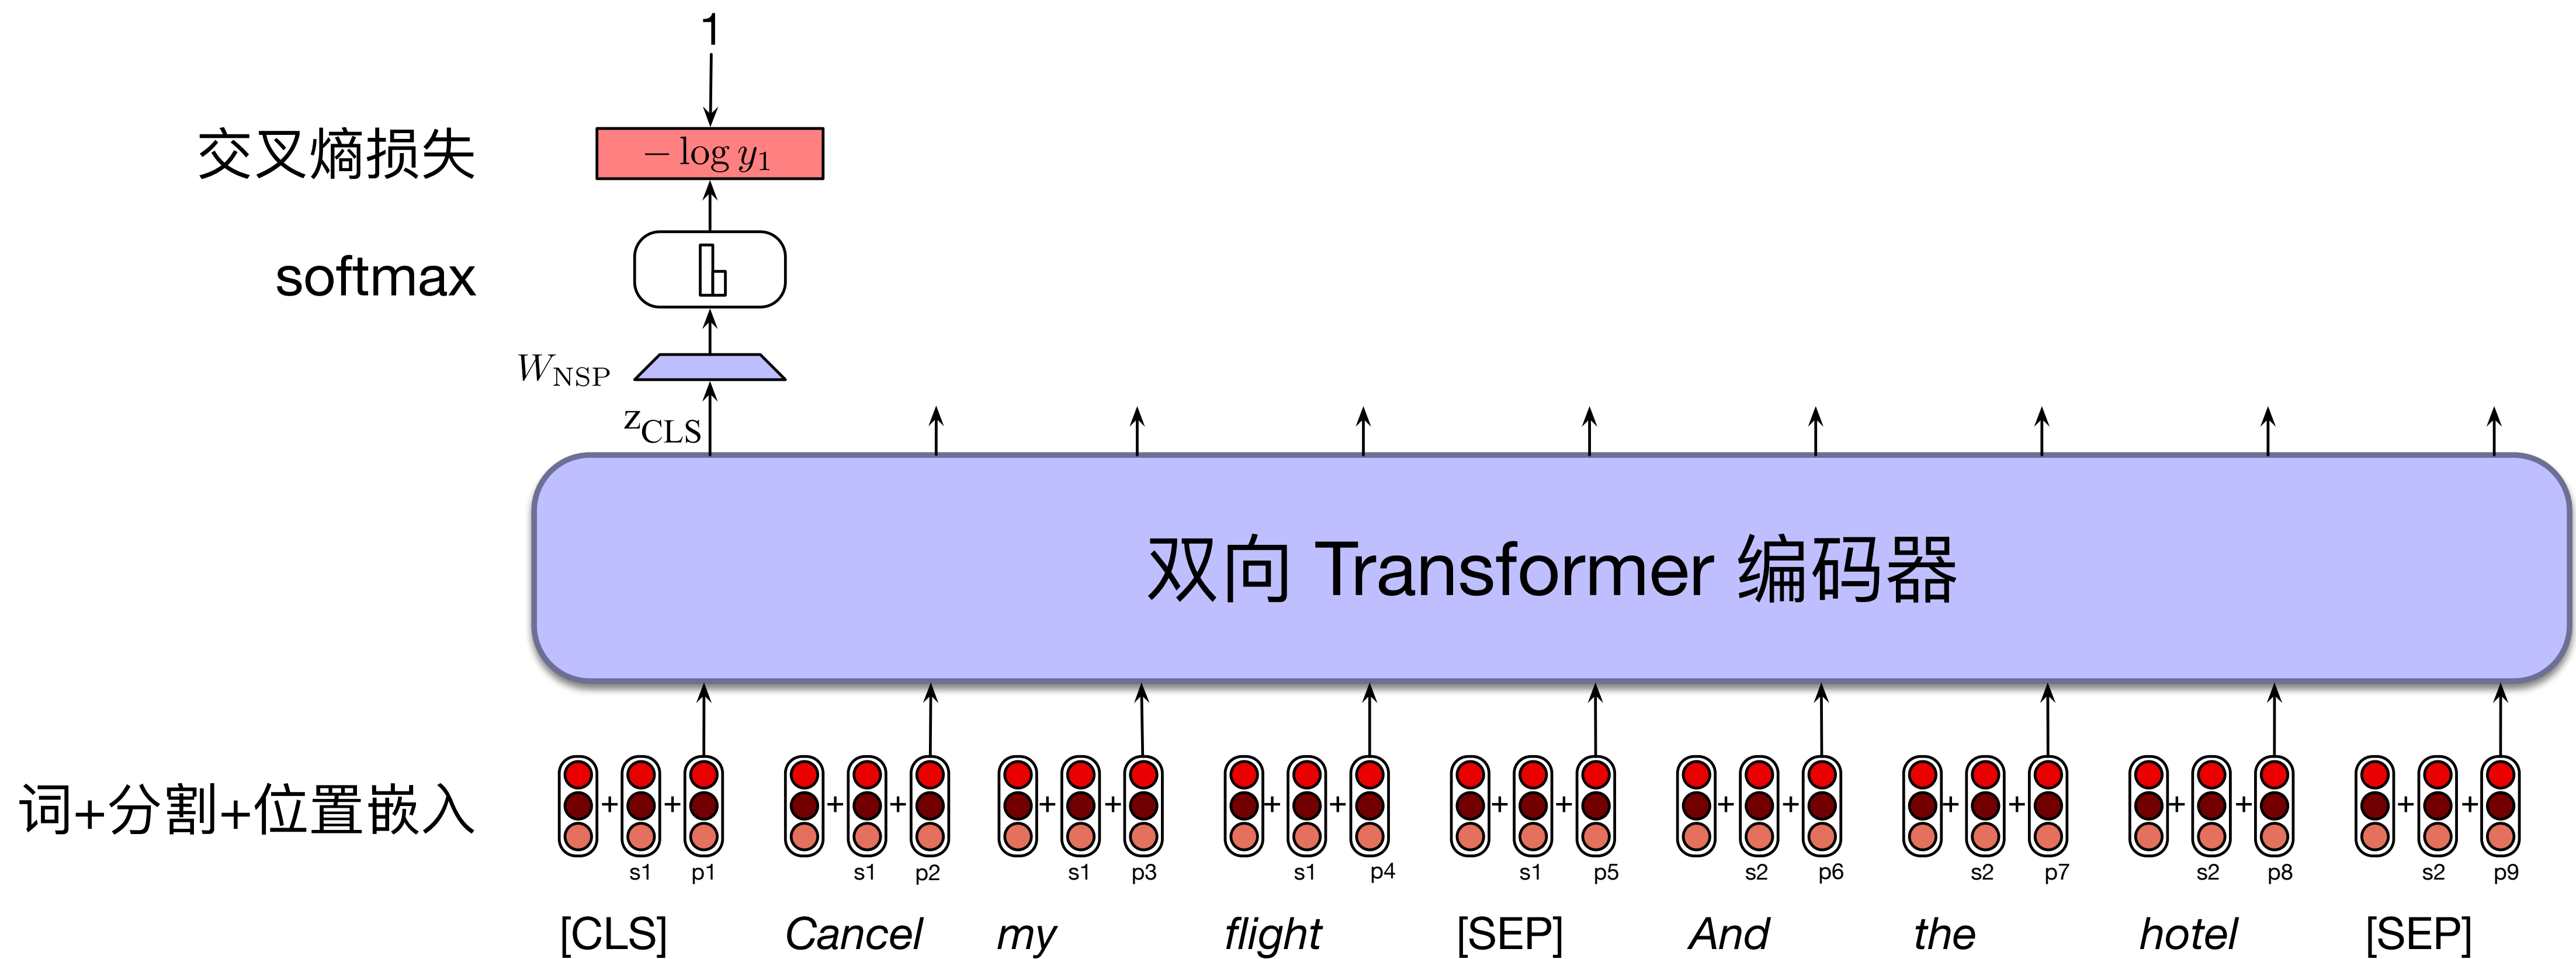 1
交叉熵损失 − log y₁
softmax
W_NSP
z_CLS
双向 Transformer 编码器
词+分割+位置嵌入 + + + + + + + + + + + + + + + + + +
s1 p1 s1 p2 s1 p3 s1 p4 s1 p5 s2 p6 s2 p7 s2 p8 s2 p9
[CLS] Cancel my flight [SEP] And the hotel [SEP]